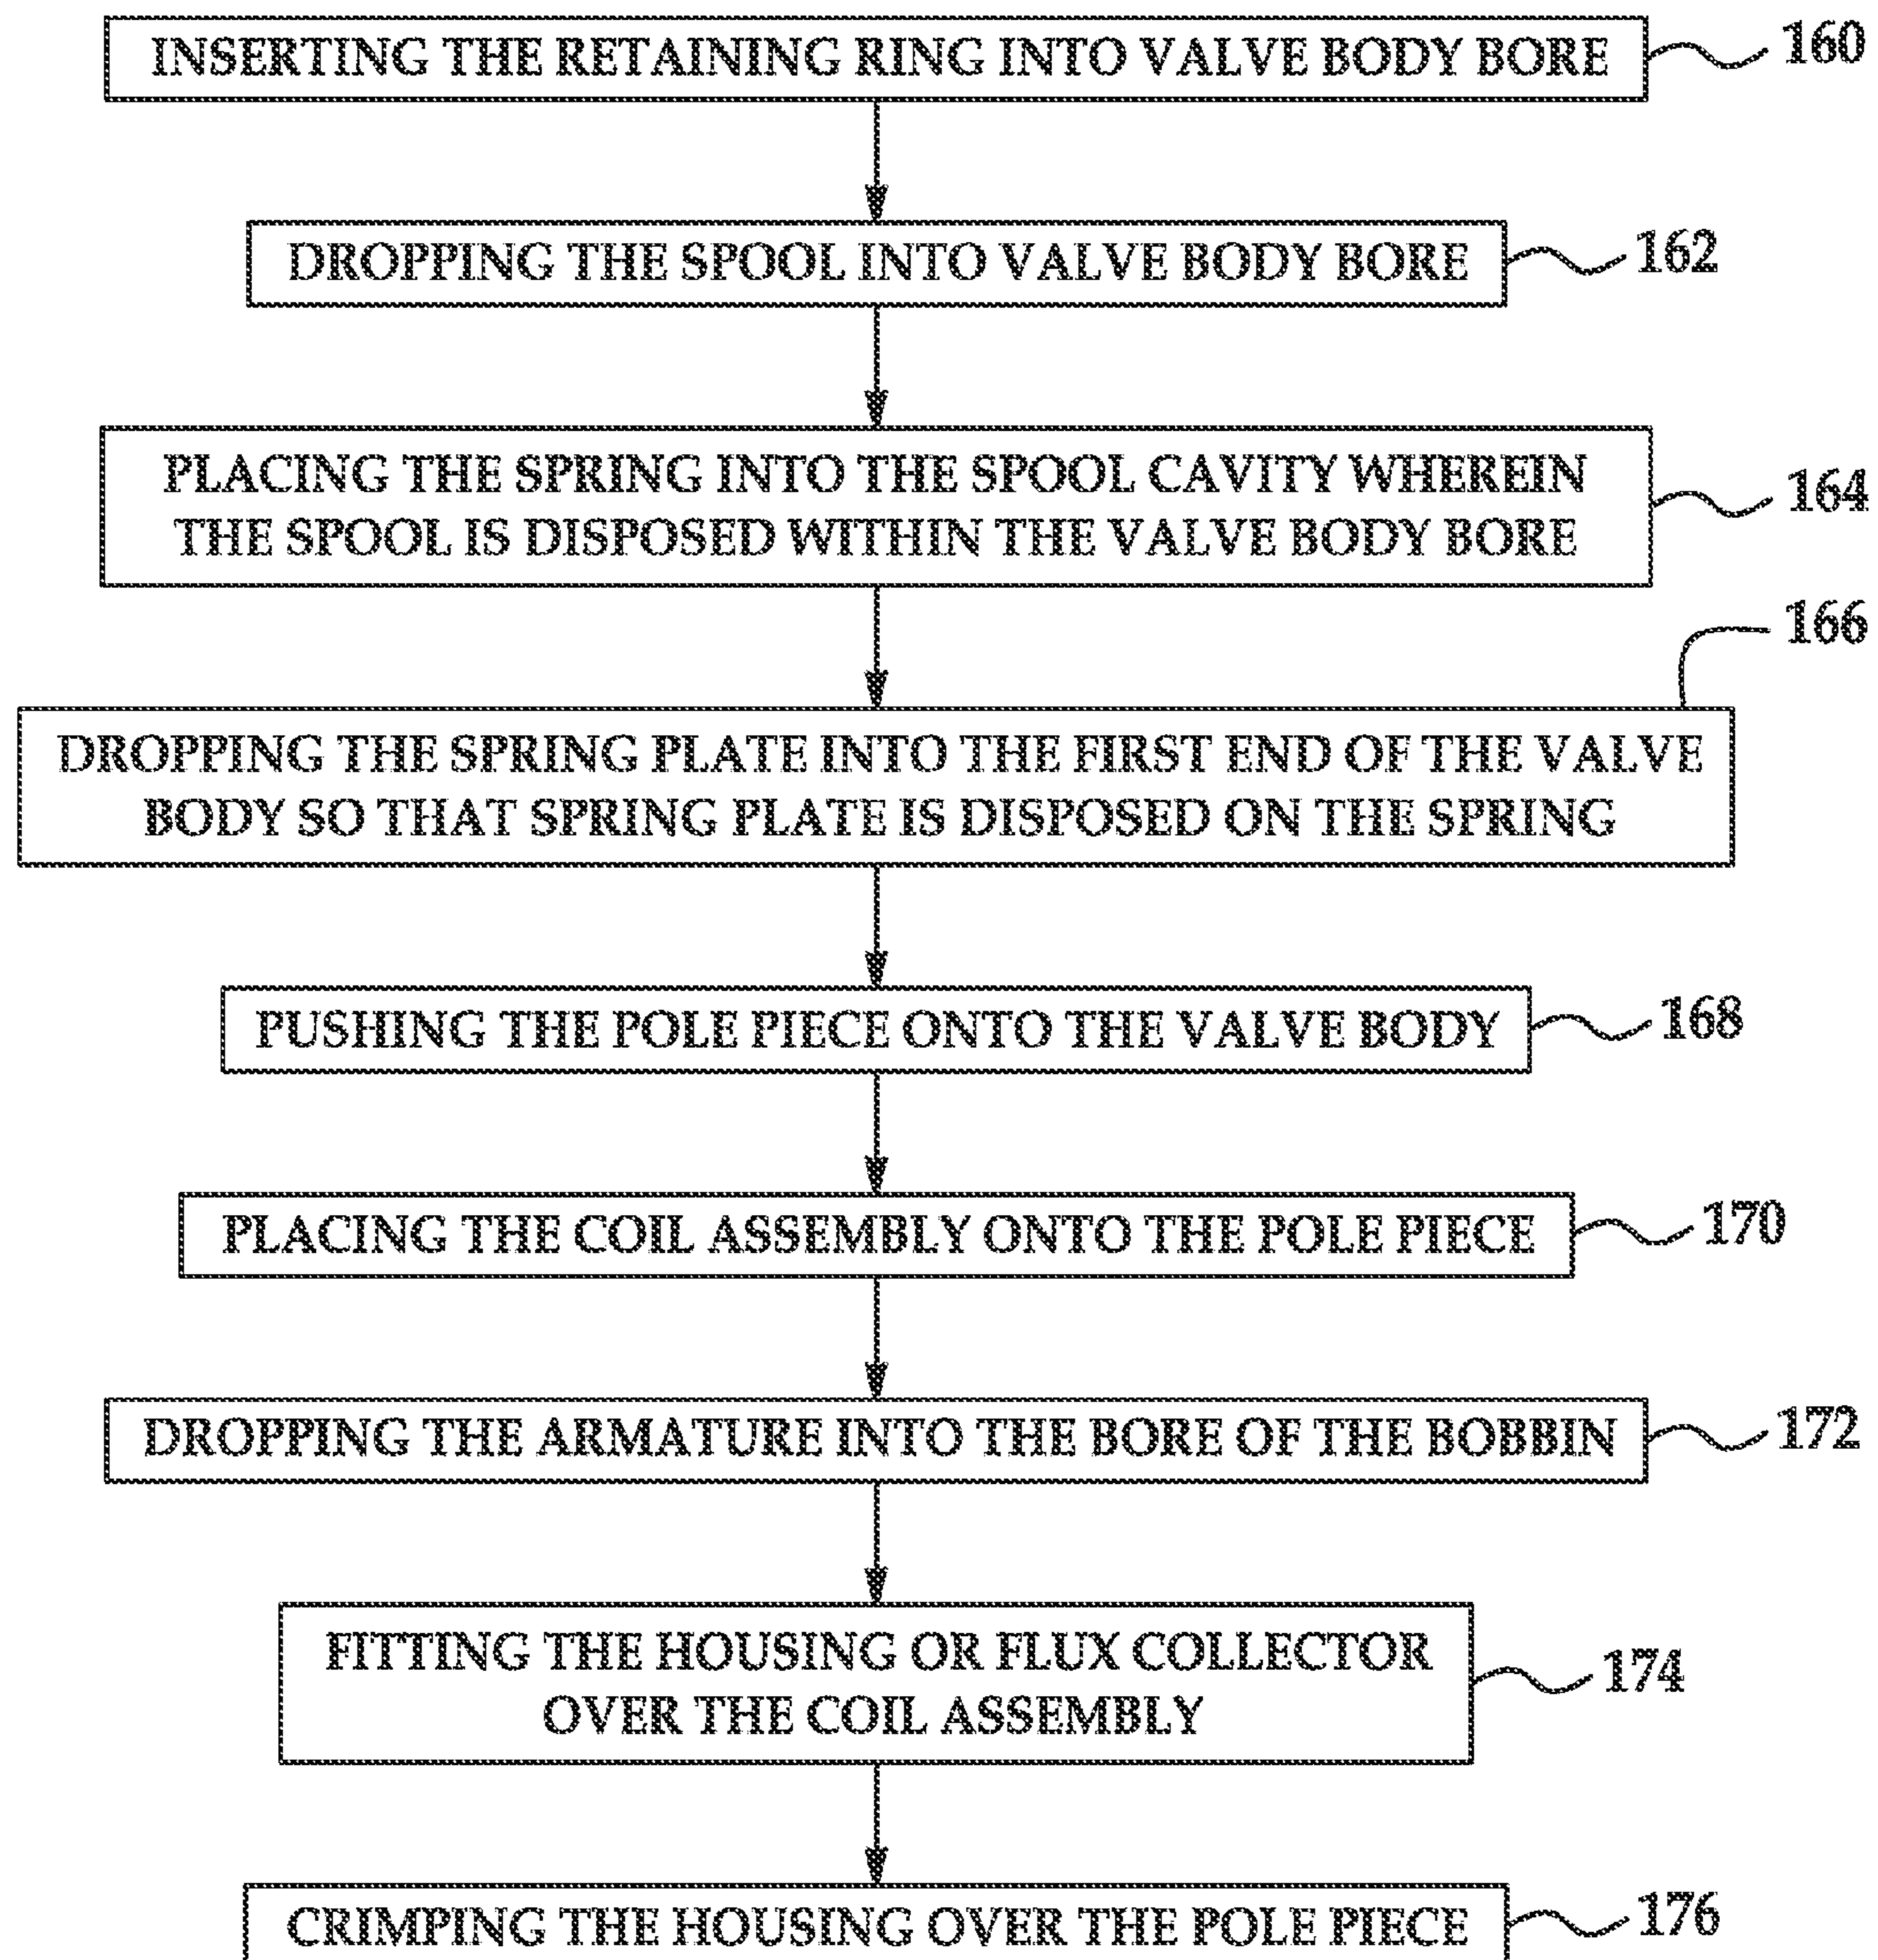 INSERTING THE RETAINING RING INTO VALVE BODY BORE
160
DROPPING THE SPOOL INTO VALVE BODY BORE
162
PLACING THE SPRING INTO THE SPOOL CAVITY WHEREIN
THE SPOOL IS DISPOSED WITHIN THE VALVE BODY BORE
164
166
DROPPING THE SPRING PLATE INTO THE FIRST END OF THE VALVE
BODY SO THAT SPRING PLATE IS DISPOSED ON THE SPRING
PUSHING THE POLE PIECE ONTO THE VALVE BODY
168
PLACING THE COIL ASSEMBLY ONTO THE POLE PIECE
170
DROPPING THE ARMATURE INTO THE BORE OF THE BOBBIN
172
FITTING THE HOUSING OR FLUX COLLECTOR
OVER THE COIL ASSEMBLY
174
CRIMPING THE HOUSING OVER THE POLE PIECE
176